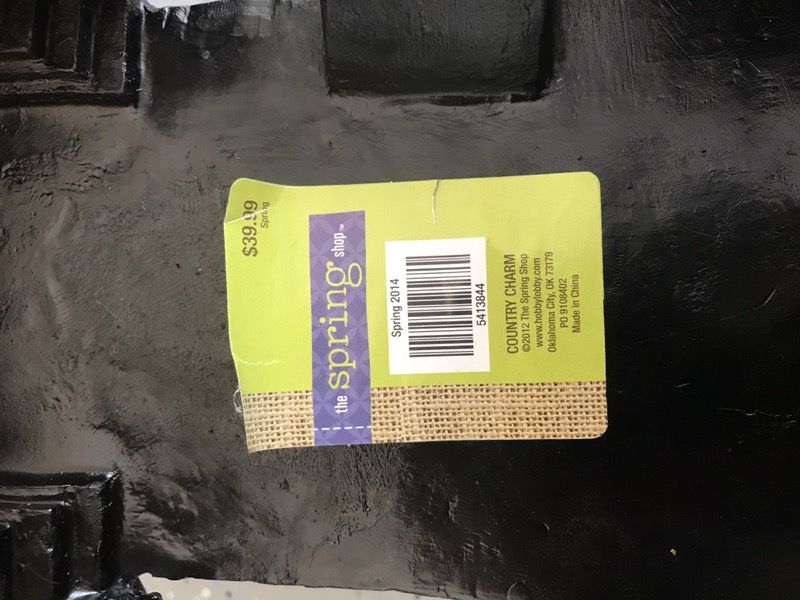 $39.99
Spring
the spring shop™
Spring 2014
5413844
COUNTRY CHARM
©2012 The Spring Shop
www.hobbylobby.com
Oklahoma City, OK 73179
PO 9108402
Made in China